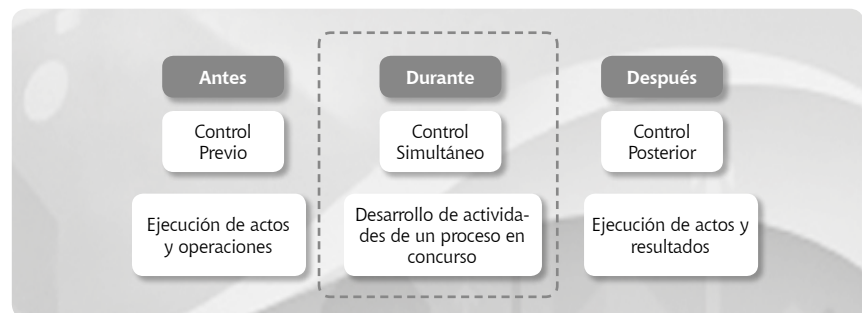 Antes
Durante
Después
Control
Previo
Control
Simultáneo
Control
Posterior
Ejecución de actos
y operaciones
Desarrollo de activida-
des de un proceso en
concurso
Ejecución de actos y
resultados